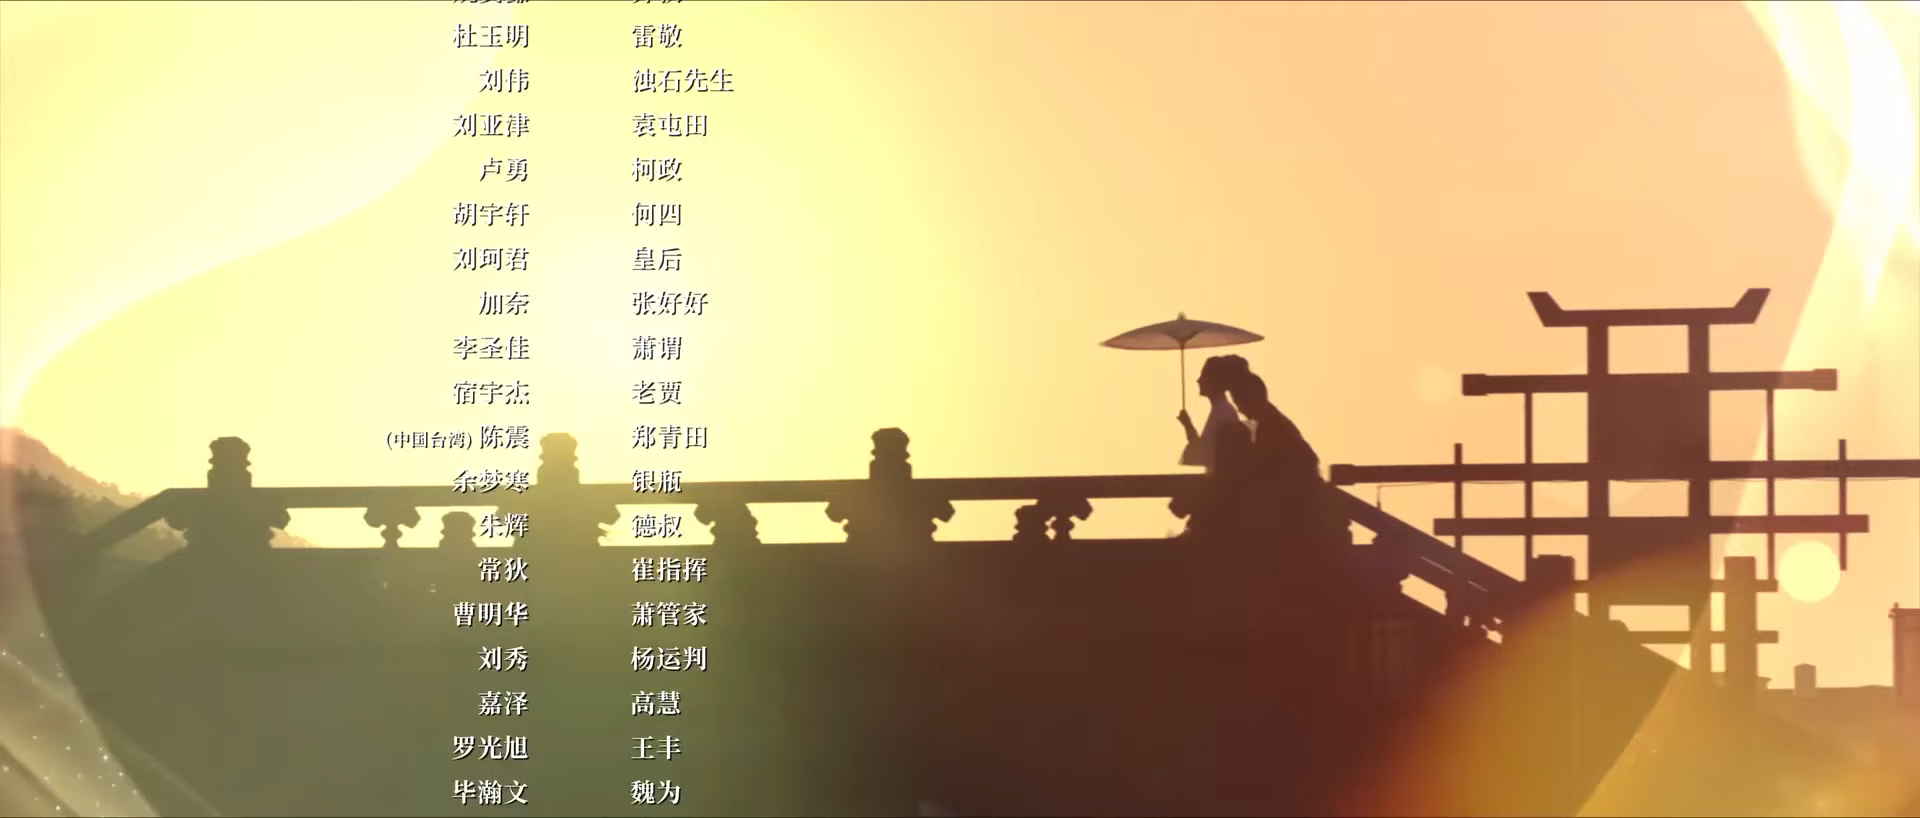 杜玉明 雷敬
刘伟 浊石先生
刘亚津 袁屯田
卢勇 柯政
胡宇轩 何四
刘珂君 皇后
加奈 张好好
李圣佳 萧谓
宿宇杰 老贾
(中国台湾) 陈震 郑青田
余梦寒 银瓶
朱辉 德叔
常狄 崔指挥
曹明华 萧管家
刘秀 杨运判
嘉泽 高慧
罗光旭 王丰
毕瀚文 魏为